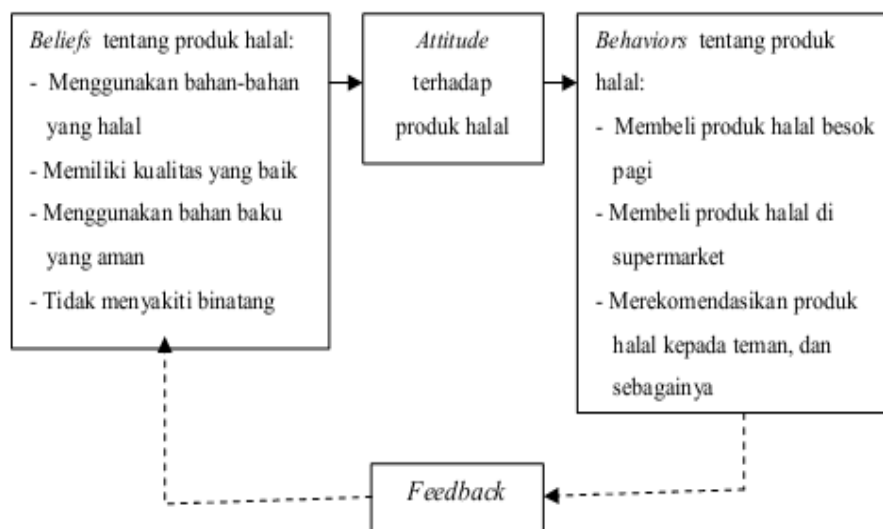 Beliefs tentang produk halal:
- Menggunakan bahan-bahan
yang halal
- Memiliki kualitas yang baik
- Menggunakan bahan baku
yang aman
- Tidak menyakiti binatang
Attitude
terhadap
produk halal
Behaviors tentang produk
halal:
- Membeli produk halal besok
pagi
- Membeli produk halal di
supermarket
- Merekomendasikan produk
halal kepada teman, dan
sebagainya
Feedback